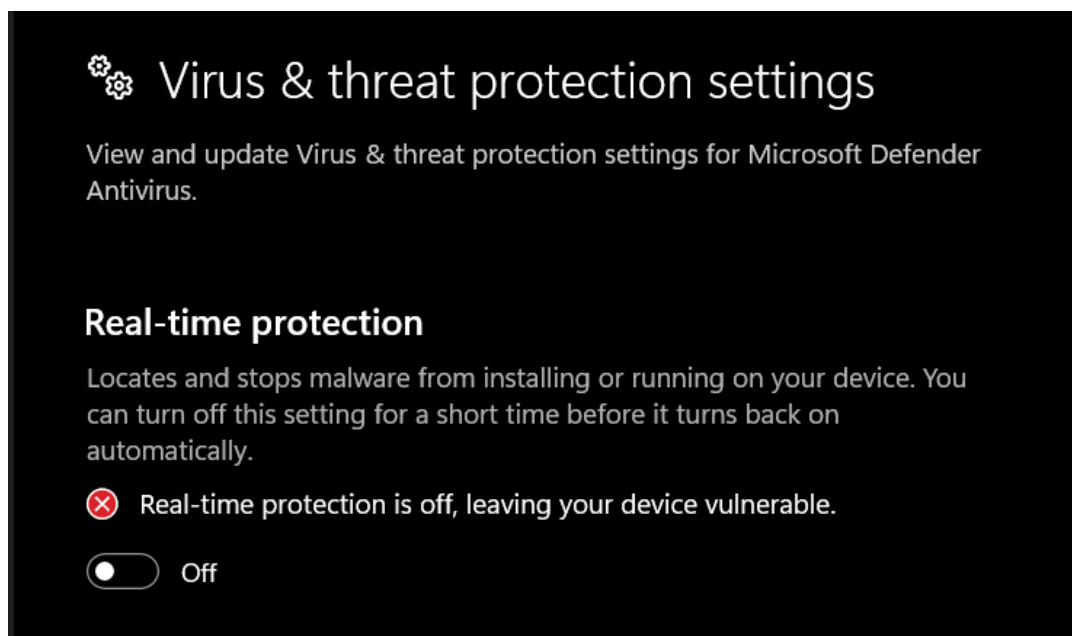 Virus & threat protection settings
View and update Virus & threat protection settings for Microsoft Defender
Antivirus.
Real-time protection
Locates and stops malware from installing or running on your device. You
can turn off this setting for a short time before it turns back on
automatically.
Real-time protection is off, leaving your device vulnerable.
Off